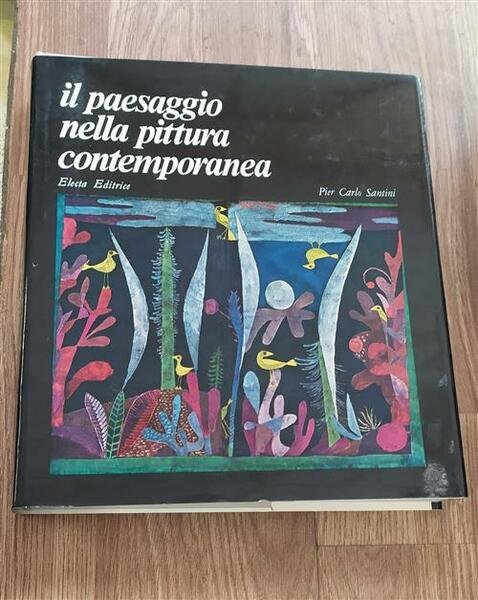 il paesaggio
nella pittura
contemporanea
Electa Editrice
Pier Carlo Santini